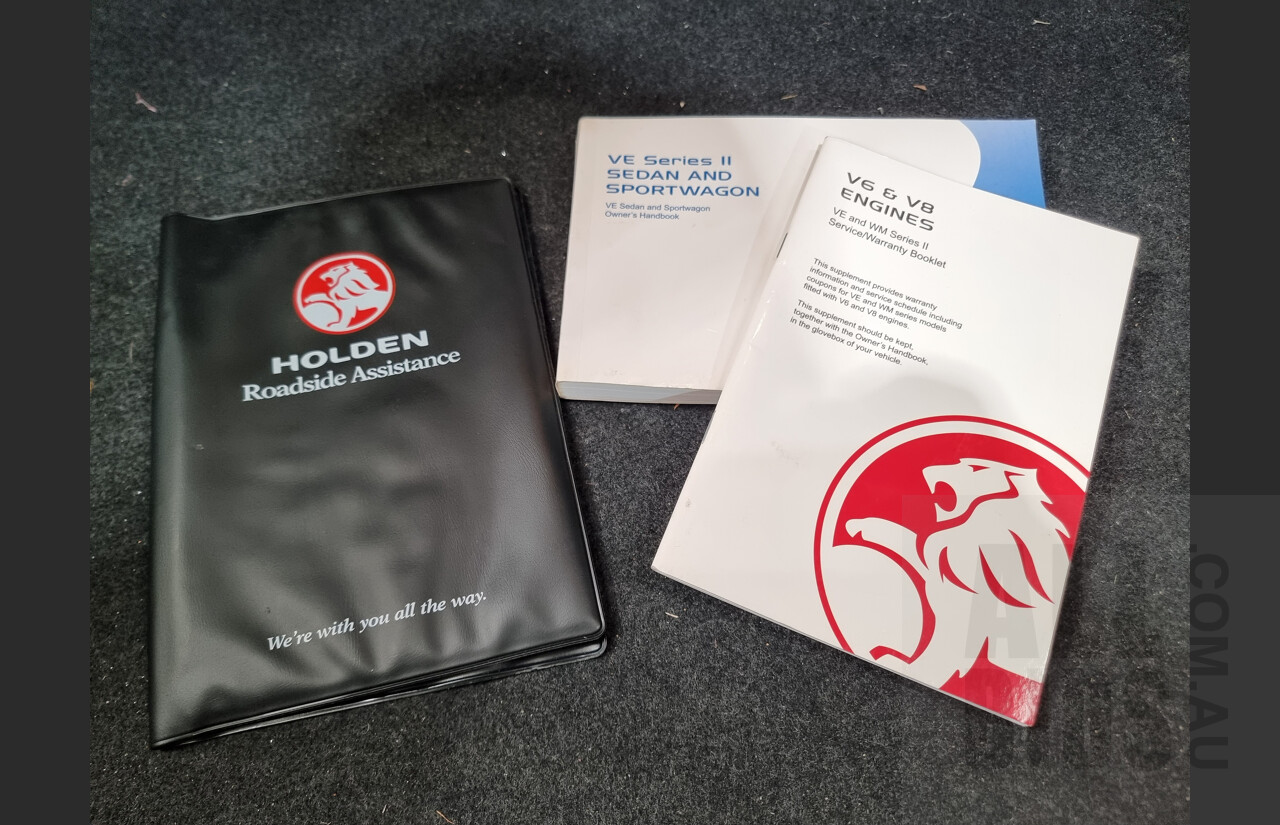 HOLDEN
Roadside Assistance
We're with you all the way.
VE Series II
SEDAN AND
SPORTWAGON
VE Sedan and Sportwagon
Owner's Handbook
V6 & V8
ENGINES
VE and WM Series II
Service/Warranty Booklet
This supplement provides warranty
information and service schedule including
coupons for VE and WM series models
fitted with V6 and V8 engines.
This supplement should be kept,
together with the Owner's Handbook,
in the glovebox of your vehicle.
.COM.AU